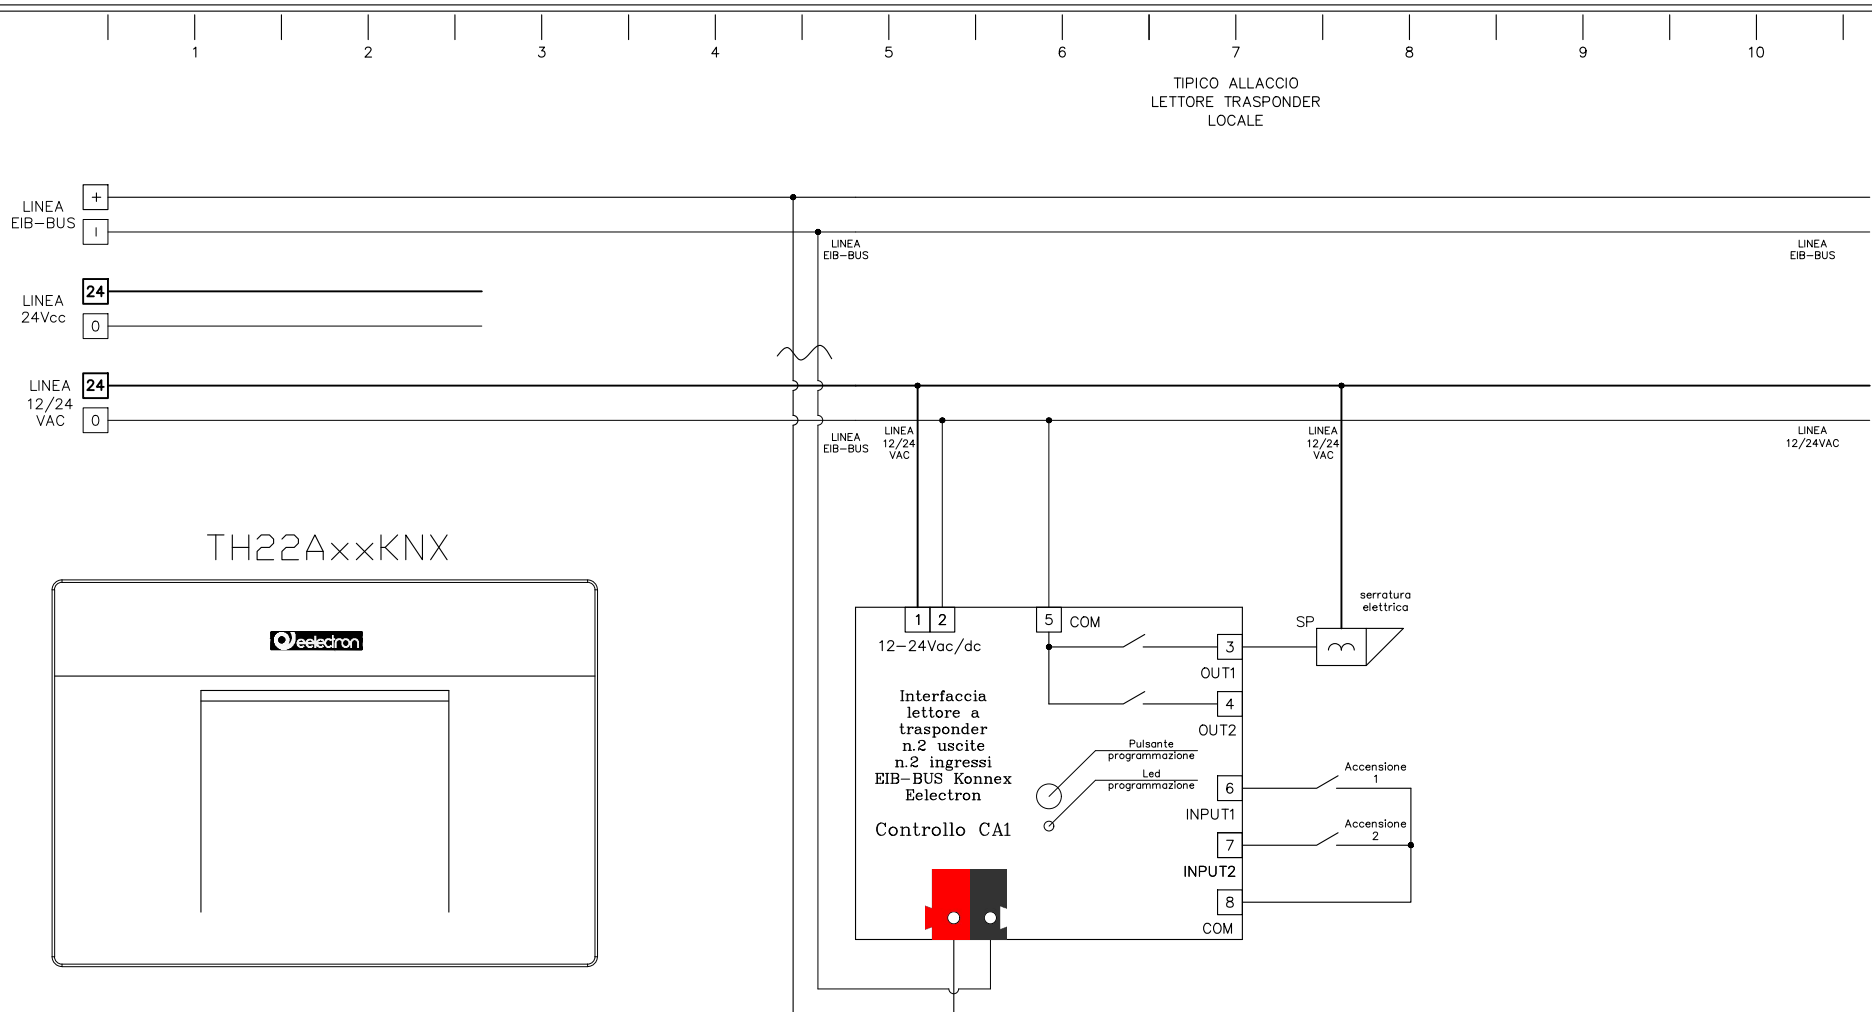 1 2 3 4 5 6 7 8 9 10
TIPICO ALLACCIO
LETTORE TRASPONDER
LOCALE
LINEA
EIB-BUS
+
-
LINEA
EIB-BUS
LINEA
EIB-BUS
LINEA
24Vcc
24
0
LINEA
12/24
VAC
24
0
LINEA
EIB-BUS
LINEA
12/24
VAC
LINEA
12/24
VAC
LINEA
12/24VAC
TH22AxxKNX
eelectron
1 2
12-24Vac/dc
5 COM
3
OUT1
4
OUT2
SP
serratura
elettrica
Interfaccia
lettore a
trasponder
n.2 uscite
n.2 ingressi
EIB-BUS Konnex
Eelectron
Controllo CA1
Pulsante
programmazione
Led
programmazione
6
INPUT1
7
INPUT2
8
COM
Accensione
1
Accensione
2